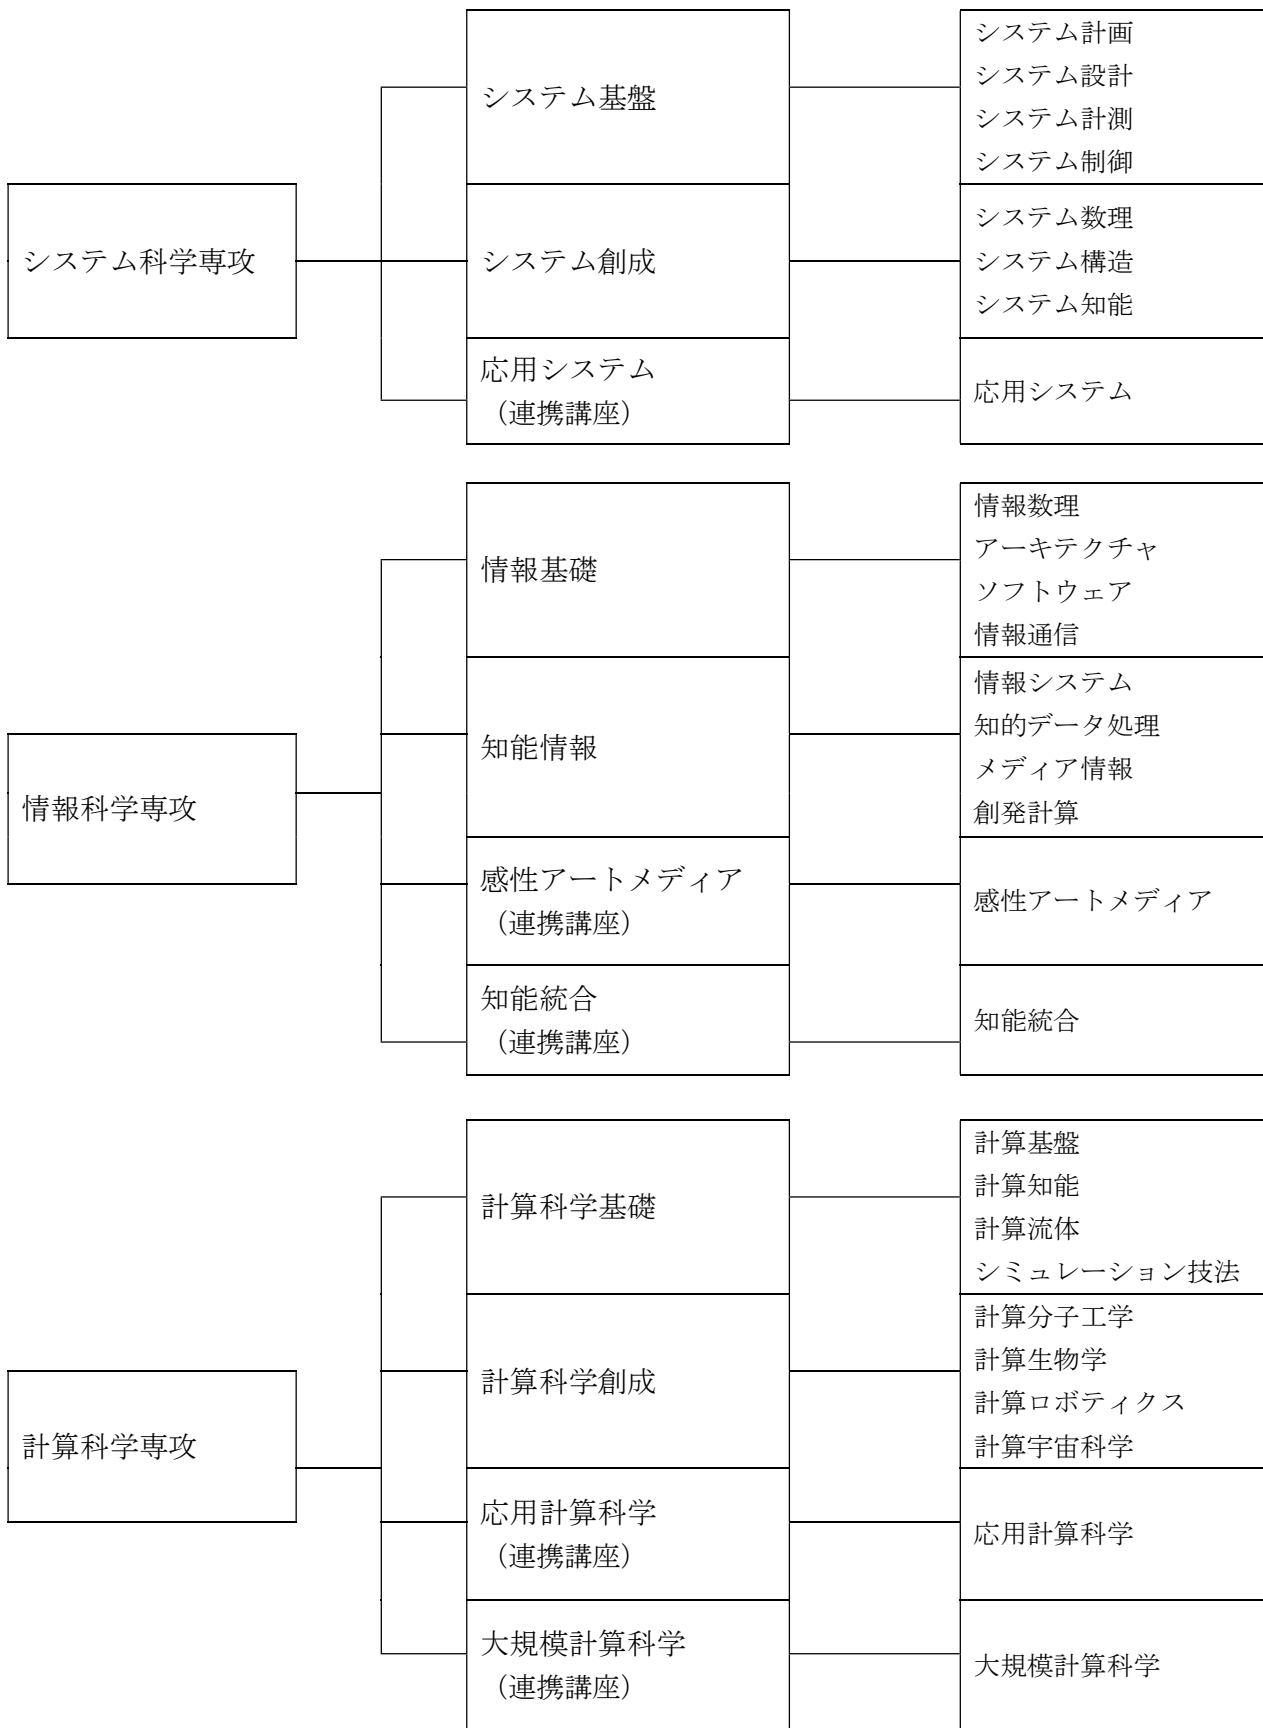 システム科学専攻
システム基盤
システム計画
システム設計
システム計測
システム制御
システム創成
システム数理
システム構造
システム知能
応用システム
（連携講座）
応用システム
情報科学専攻
情報基礎
情報数理
アーキテクチャ
ソフトウェア
情報通信
知能情報
情報システム
知的データ処理
メディア情報
創発計算
感性アートメディア
（連携講座）
感性アートメディア
知能統合
（連携講座）
知能統合
計算科学専攻
計算科学基礎
計算基盤
計算知能
計算流体
シミュレーション技法
計算科学創成
計算分子工学
計算生物学
計算ロボティクス
計算宇宙科学
応用計算科学
（連携講座）
応用計算科学
大規模計算科学
（連携講座）
大規模計算科学